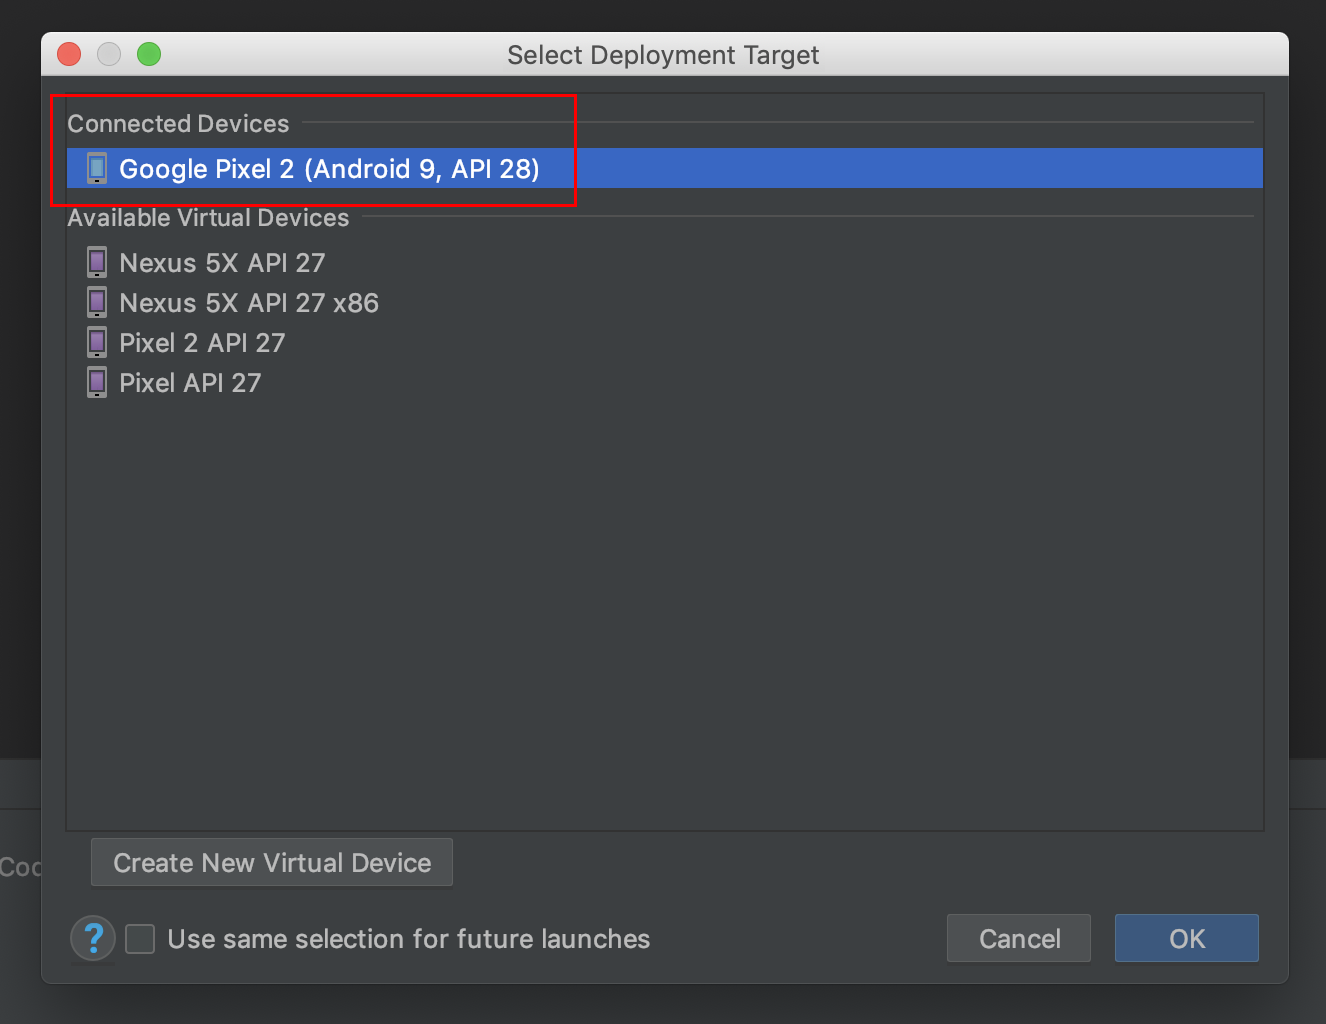 Select Deployment Target
Connected Devices
Google Pixel 2 (Android 9, API 28)
Available Virtual Devices
Nexus 5X API 27
Nexus 5X API 27 x86
Pixel 2 API 27
Pixel API 27
Create New Virtual Device
?
Use same selection for future launches
Cancel
OK